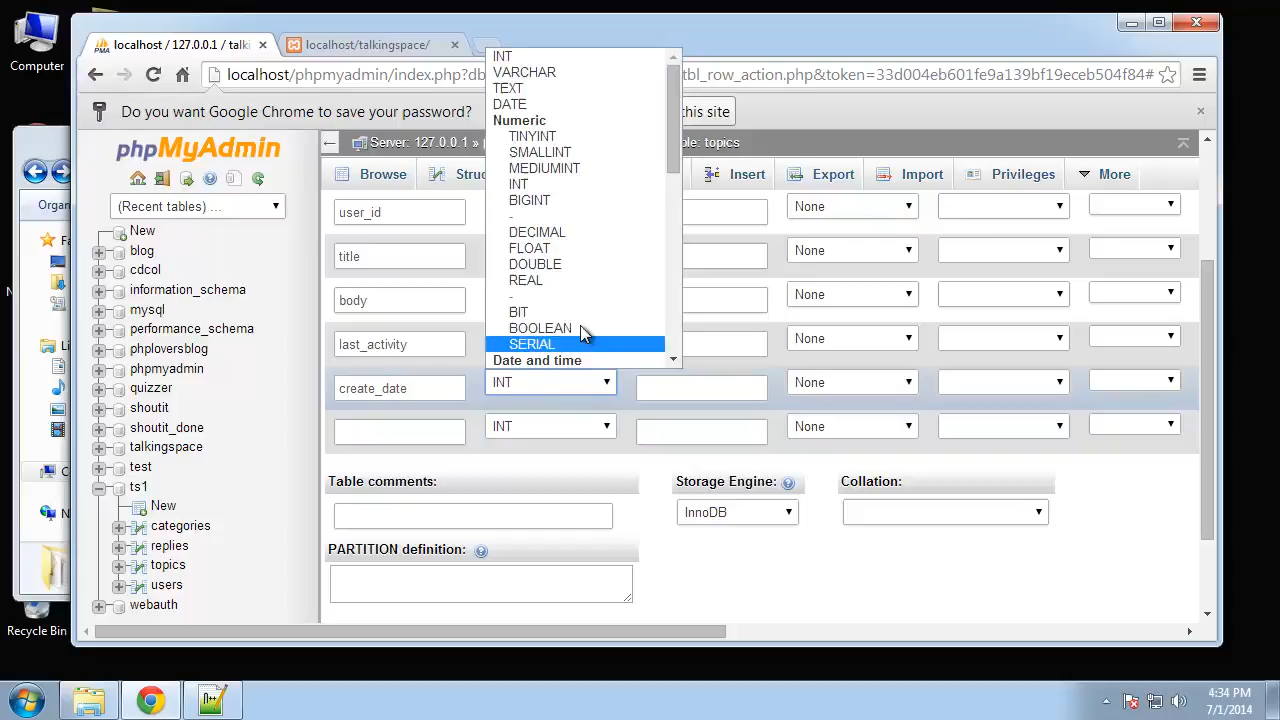 Computer
localhost / 127.0.0.1 / talki
localhost/talkingspace/
localhost/phpmyadmin/index.php?db
tbl_row_action.php&token=33d004eb601fe9a139bf19eceb504f84#
Do you want Google Chrome to save your password?
this site
phpMyAdmin
(Recent tables) ...
New
blog
cdcol
information_schema
mysql
performance_schema
phploversblog
phpmyadmin
quizzer
shoutit
shoutit_done
talkingspace
test
ts1
New
categories
replies
topics
users
webauth
Organ
Recycle Bin
Server: 127.0.0.1 »
le: topics
Browse
Struc
Insert
Export
Import
Privileges
More
INT
VARCHAR
TEXT
DATE
Numeric
TINYINT
SMALLINT
MEDIUMINT
INT
BIGINT
-
DECIMAL
FLOAT
DOUBLE
REAL
-
BIT
BOOLEAN
SERIAL
Date and time
user_id None
title None
body None
last_activity None
create_date INT None
INT None
Table comments: Storage Engine: Collation:
InnoDB
PARTITION definition:
4:34 PM
7/1/2014